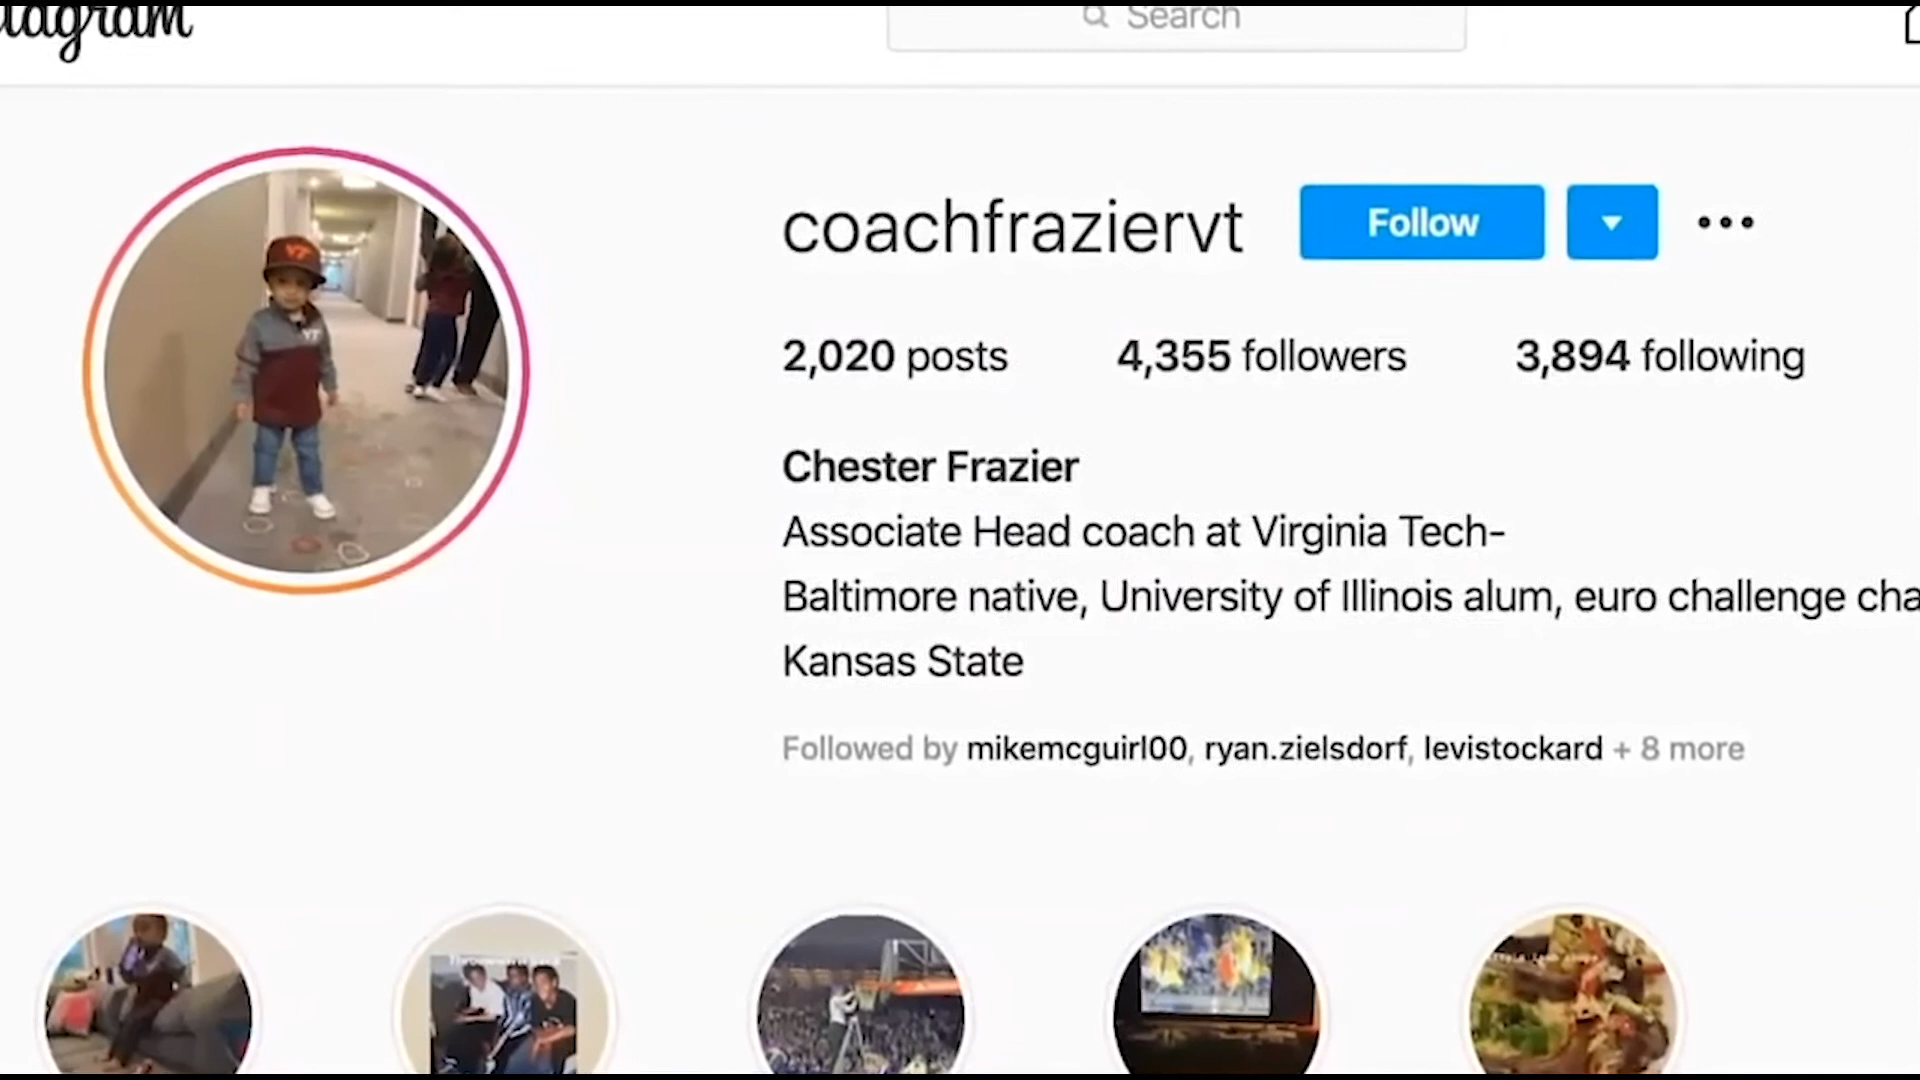 Search
coachfraziervt Follow
2,020 posts 4,355 followers 3,894 following
Chester Frazier
Associate Head coach at Virginia Tech-
Baltimore native, University of Illinois alum, euro challenge
Kansas State
Followed by mikemcguirl00, ryan.zielsdorf, levistockard + 8 more